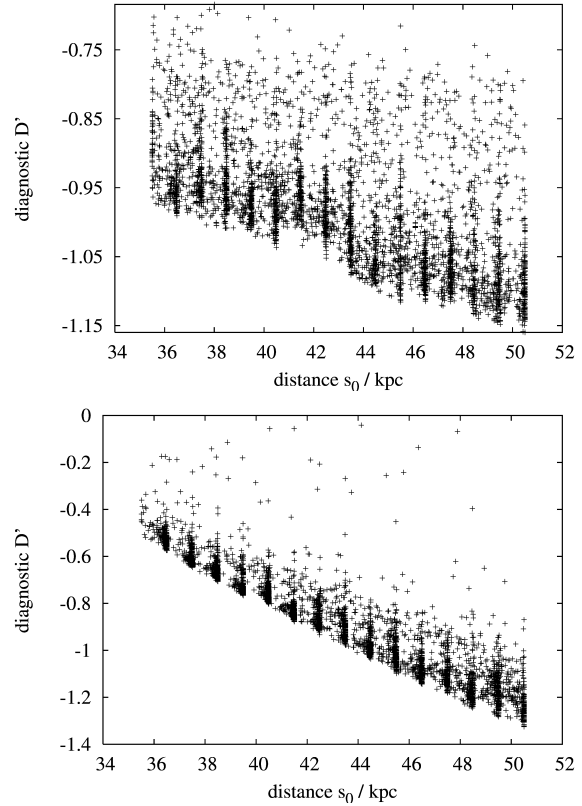 -0.75
-0.85
-0.95
-1.05
-1.15
diagnostic D'
34 36 38 40 42 44 46 48 50 52
distance s₀ / kpc
0
-0.2
-0.4
-0.6
-0.8
-1
-1.2
-1.4
diagnostic D'
34 36 38 40 42 44 46 48 50 52
distance s₀ / kpc